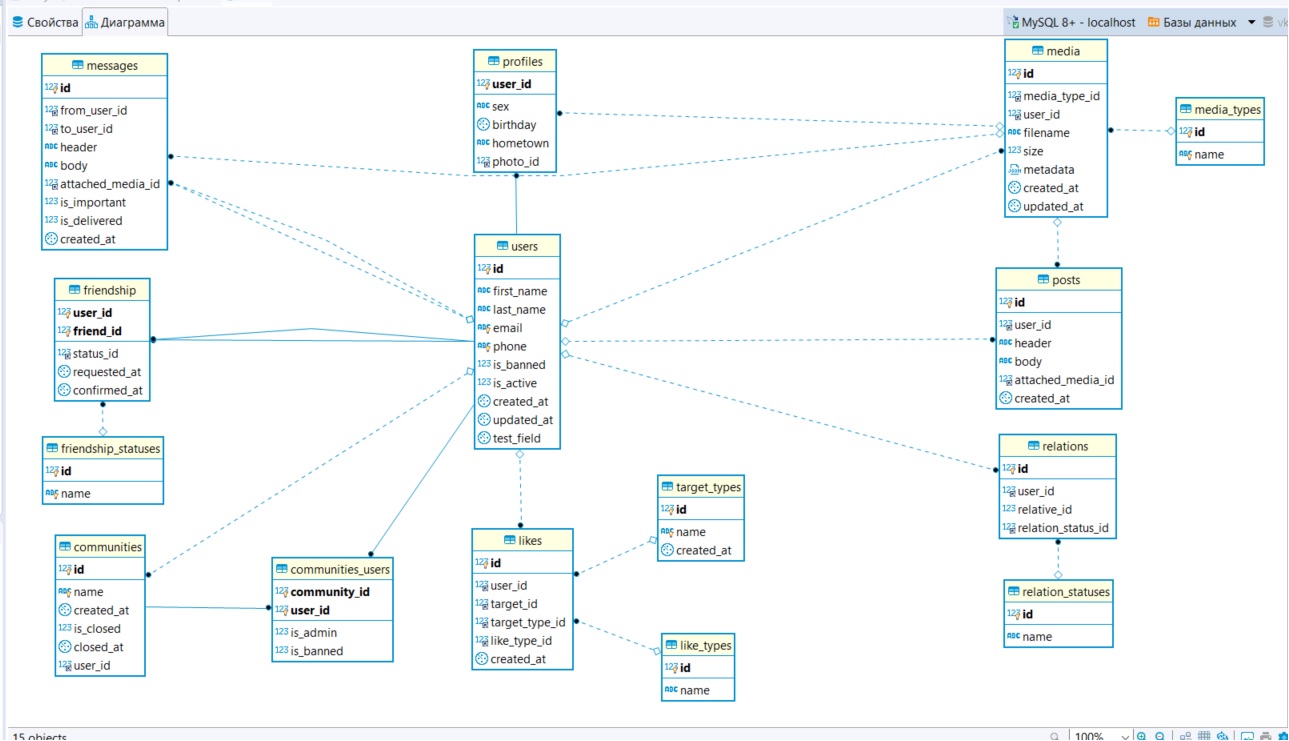 Свойства
Диаграмма
MySQL 8+ - localhost
Базы данных
messages
123 id
123 from_user_id
123 to_user_id
ABC header
ABC body
123 attached_media_id
123 is_important
123 is_delivered
created_at
profiles
123 user_id
ABC sex
birthday
ABC hometown
123 photo_id
media
123 id
123 media_type_id
123 user_id
ABC filename
123 size
JSON metadata
created_at
updated_at
media_types
123 id
ABC name
users
123 id
ABC first_name
ABC last_name
ABC email
ABC phone
123 is_banned
123 is_active
created_at
updated_at
test_field
friendship
123 user_id
123 friend_id
123 status_id
requested_at
confirmed_at
posts
123 id
123 user_id
ABC header
ABC body
123 attached_media_id
created_at
friendship_statuses
123 id
ABC name
relations
123 id
123 user_id
123 relative_id
123 relation_status_id
target_types
123 id
ABC name
created_at
communities
123 id
ABC name
created_at
123 is_closed
closed_at
123 user_id
communities_users
123 community_id
123 user_id
123 is_admin
123 is_banned
likes
123 id
123 user_id
123 target_id
123 target_type_id
123 like_type_id
created_at
relation_statuses
123 id
ABC name
like_types
123 id
ABC name
15 objects
100%